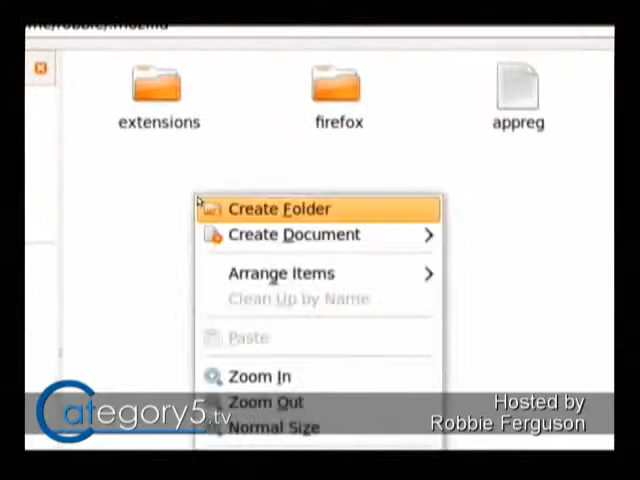 extensions firefox appreg
Create Folder
Create Document
Arrange Items
Clean Up by Name
Paste
Zoom In
Zoom Out
Normal Size
Category5.tv
Hosted by
Robbie Ferguson